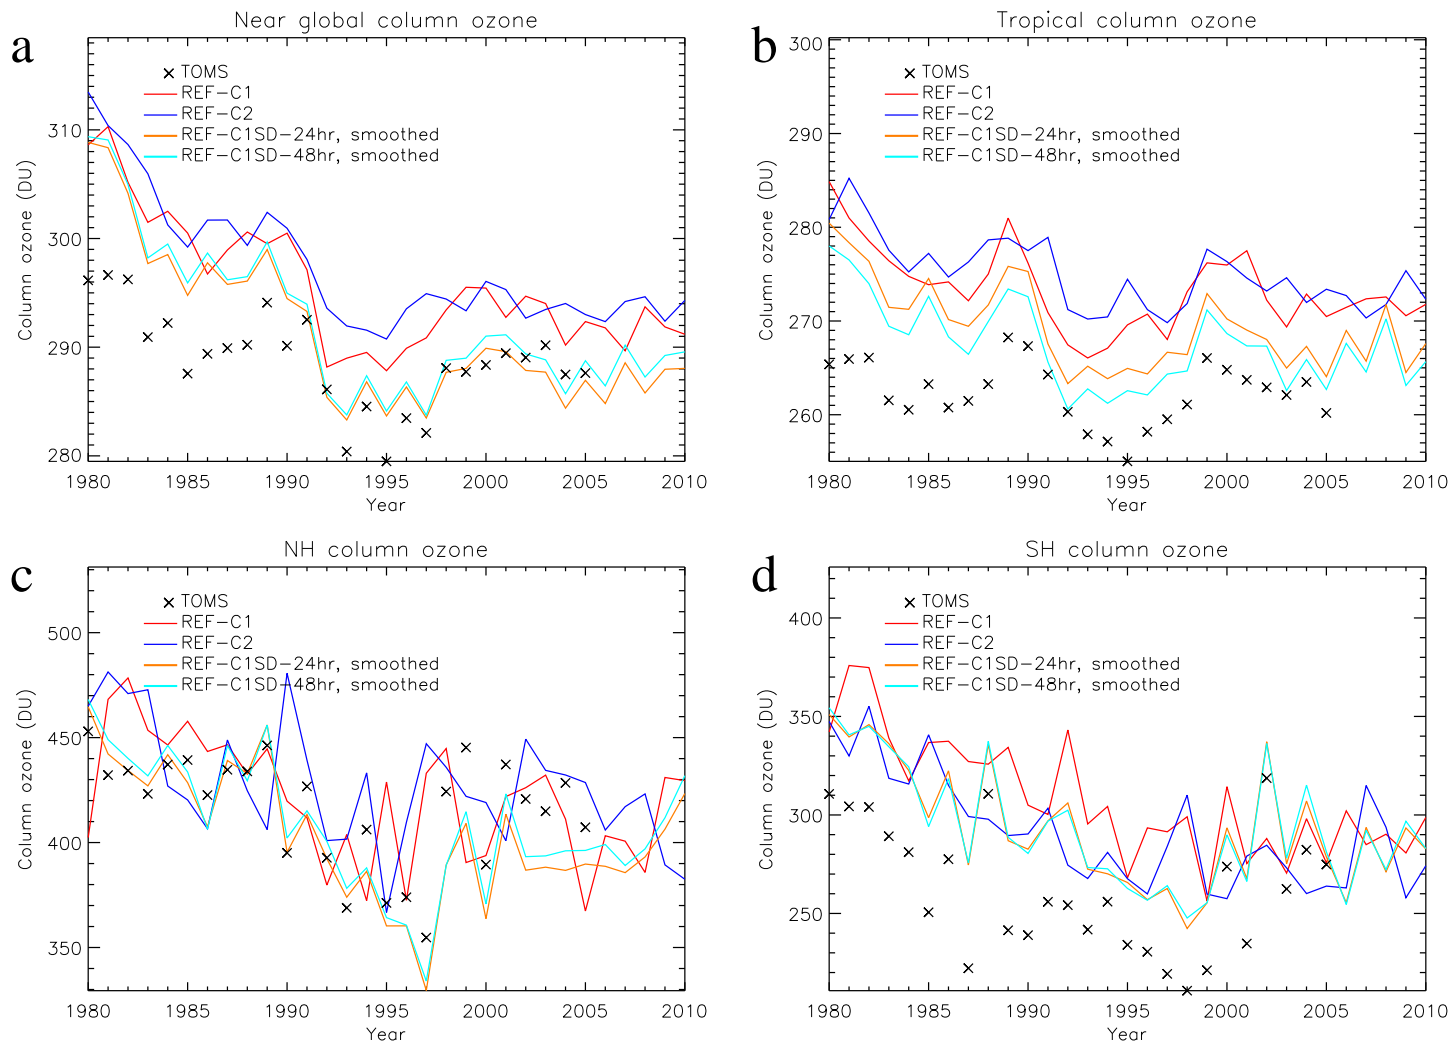 a
Near global column ozone
TOMS
REF-C1
REF-C2
REF-C1SD-24hr, smoothed
REF-C1SD-48hr, smoothed
Column ozone (DU)
310
300
290
280
1980 1985 1990 1995 2000 2005 2010
Year
b
Tropical column ozone
TOMS
REF-C1
REF-C2
REF-C1SD-24hr, smoothed
REF-C1SD-48hr, smoothed
Column ozone (DU)
300
290
280
270
260
1980 1985 1990 1995 2000 2005 2010
Year
c
NH column ozone
TOMS
REF-C1
REF-C2
REF-C1SD-24hr, smoothed
REF-C1SD-48hr, smoothed
Column ozone (DU)
500
450
400
350
1980 1985 1990 1995 2000 2005 2010
Year
d
SH column ozone
TOMS
REF-C1
REF-C2
REF-C1SD-24hr, smoothed
REF-C1SD-48hr, smoothed
Column ozone (DU)
400
350
300
250
1980 1985 1990 1995 2000 2005 2010
Year